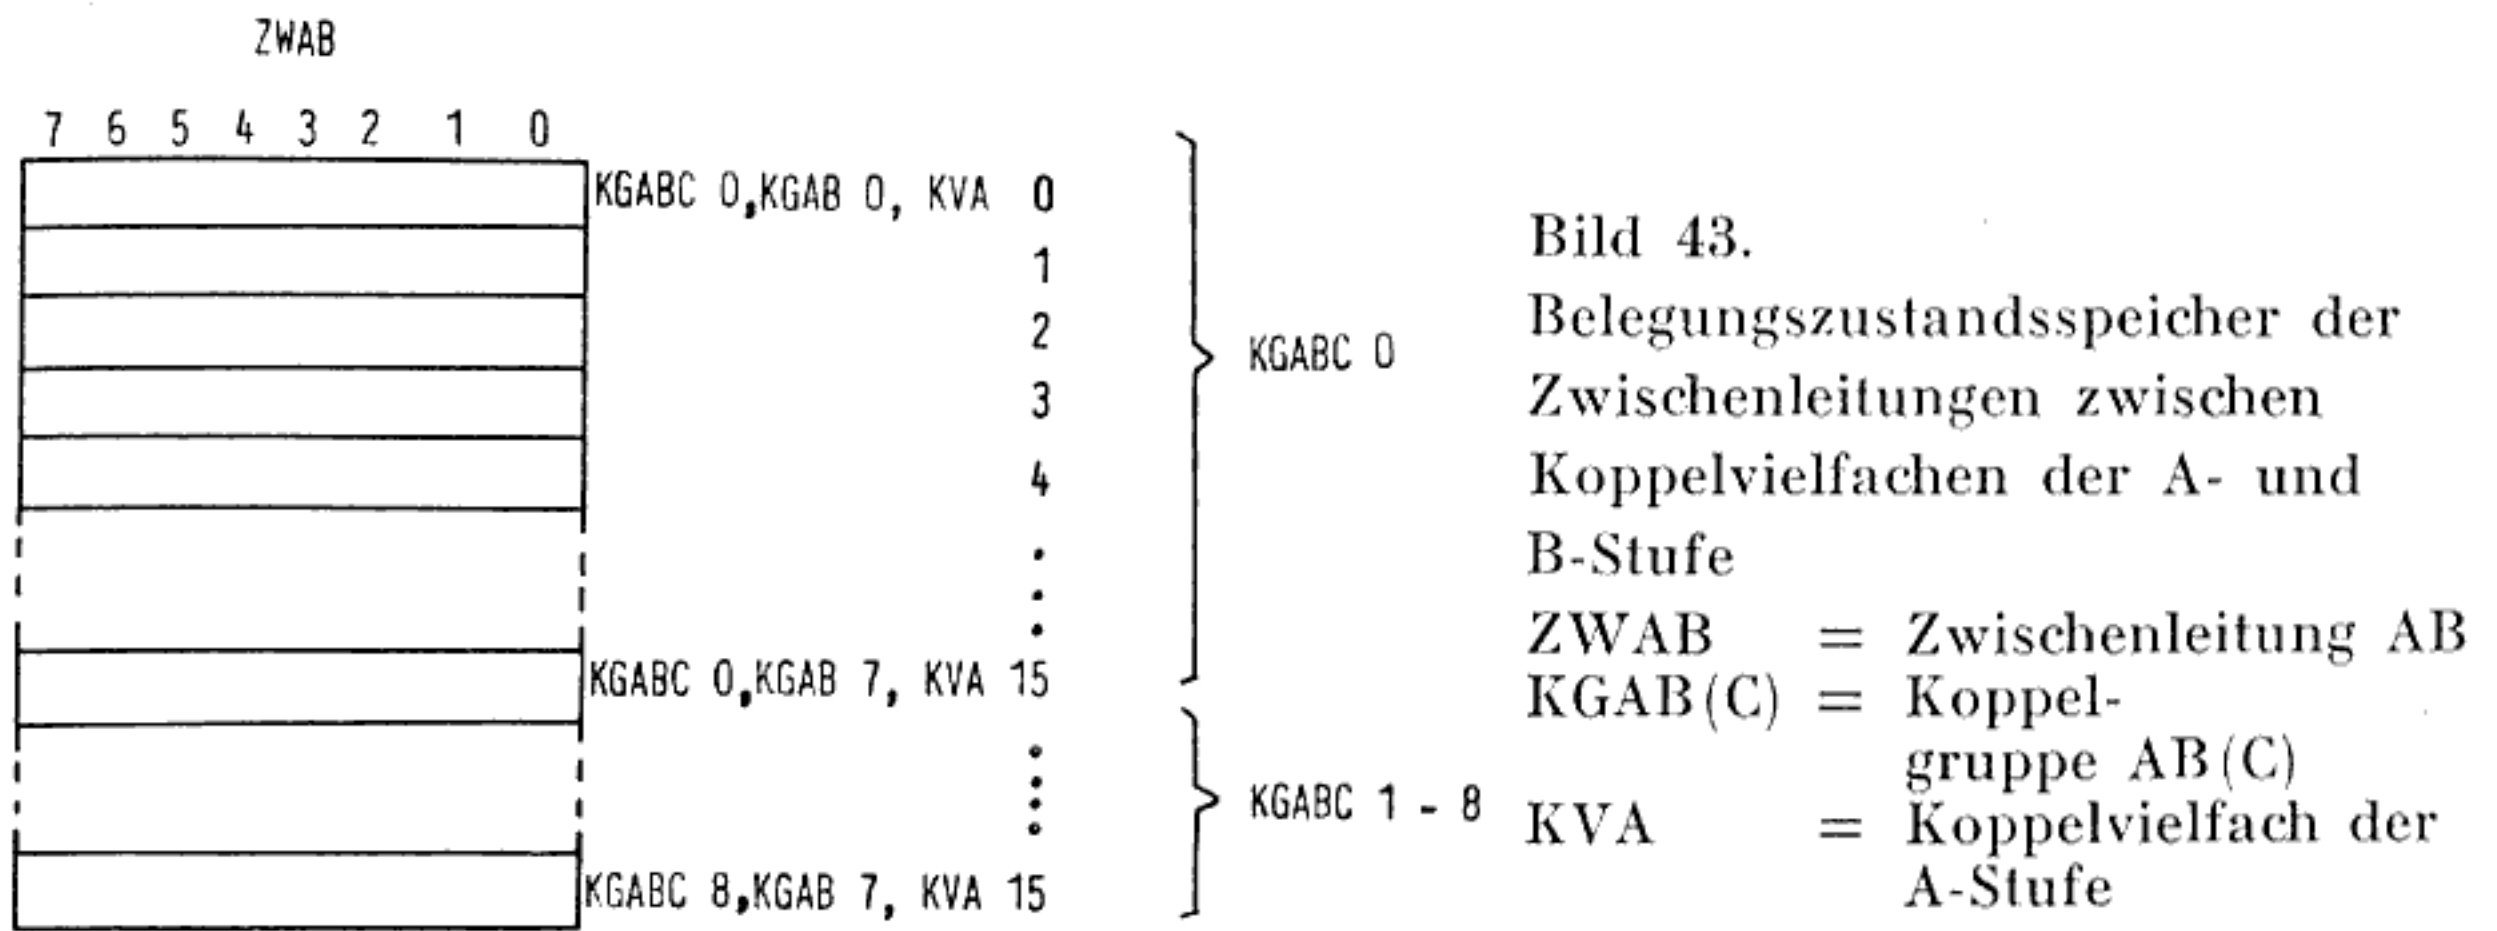 ZWAB
7 6 5 4 3 2 1 0
KGABC 0,KGAB 0, KVA 0
1
2
3
4
KGABC 0,KGAB 7, KVA 15
KGABC 8,KGAB 7, KVA 15
KGABC 0
KGABC 1 - 8
Bild 43.
Belegungszustandsspeicher der
Zwischenleitungen zwischen
Koppelvielfachen der A- und
B-Stufe
ZWAB = Zwischenleitung AB
KGAB(C) = Koppel-
gruppe AB(C)
KVA = Koppelvielfach der
A-Stufe